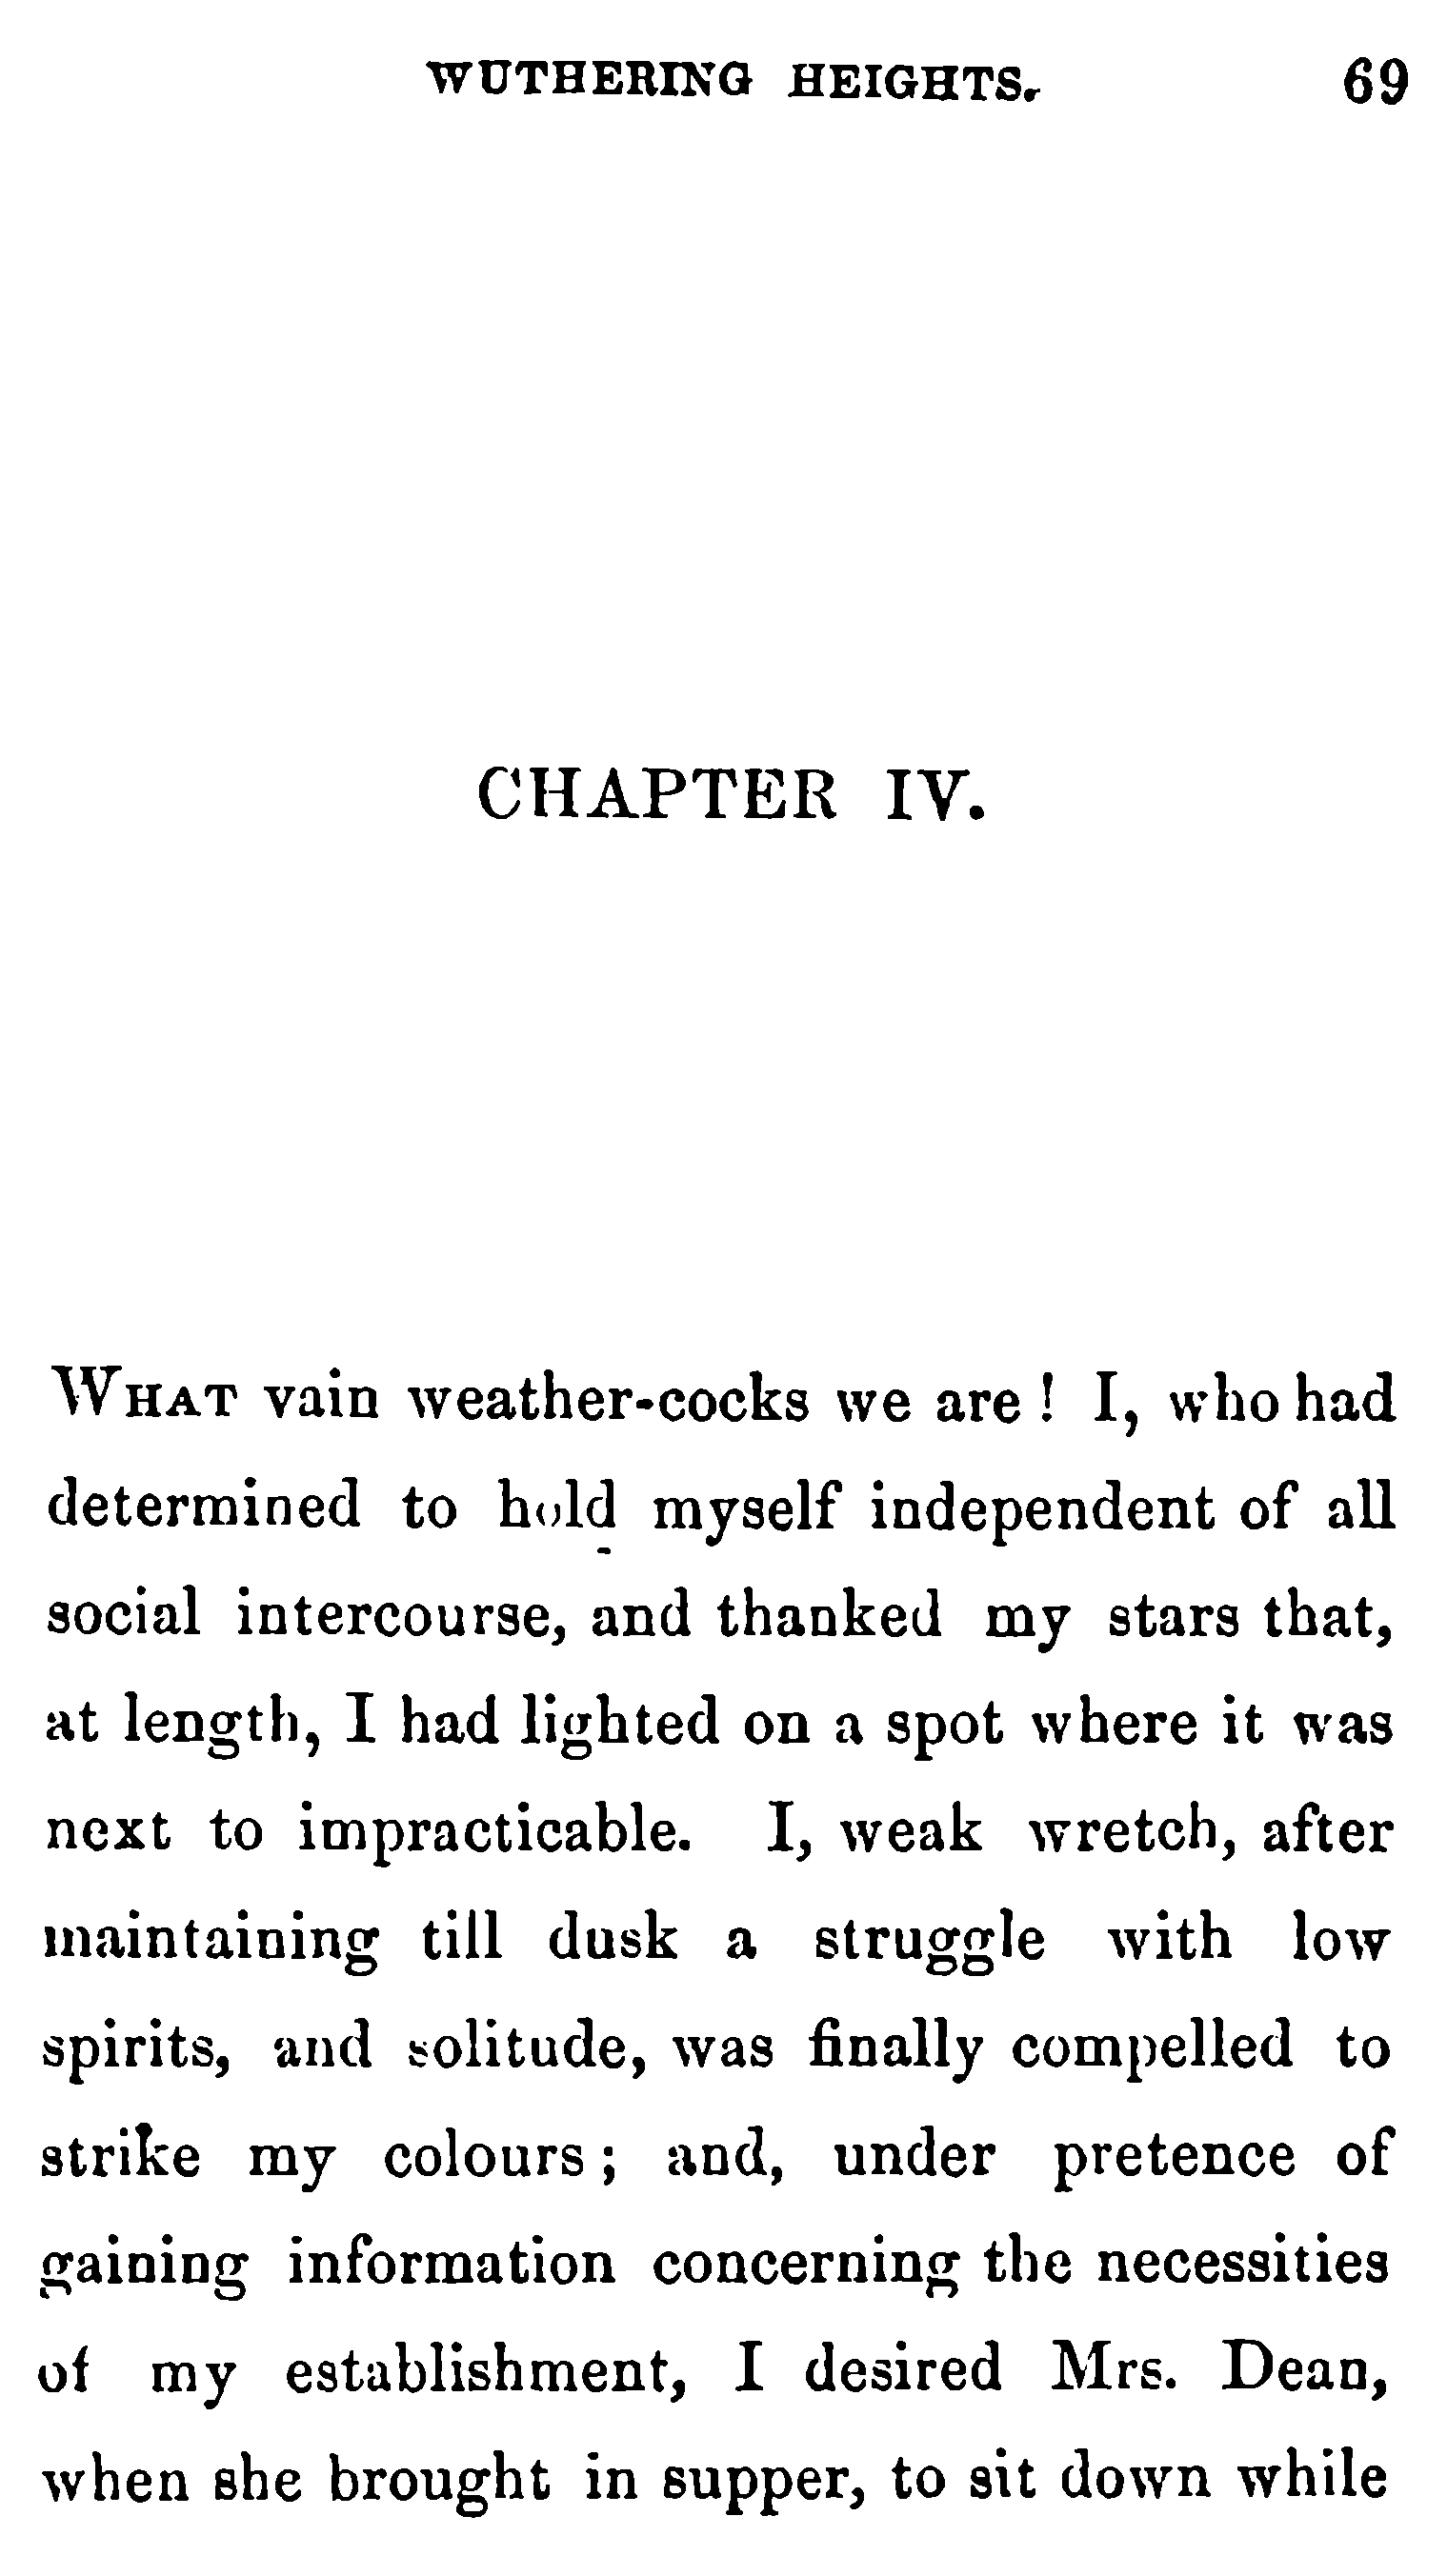 WUTHERING HEIGHTS. 69
CHAPTER IV.
WHAT vain weather-cocks we are! I, who had
determined to hold myself independent of all
social intercourse, and thanked my stars that,
at length, I had lighted on a spot where it was
next to impracticable. I, weak wretch, after
maintaining till dusk a struggle with low
spirits, and solitude, was finally compelled to
strike my colours; and, under pretence of
gaining information concerning the necessities
of my establishment, I desired Mrs. Dean,
when she brought in supper, to sit down while